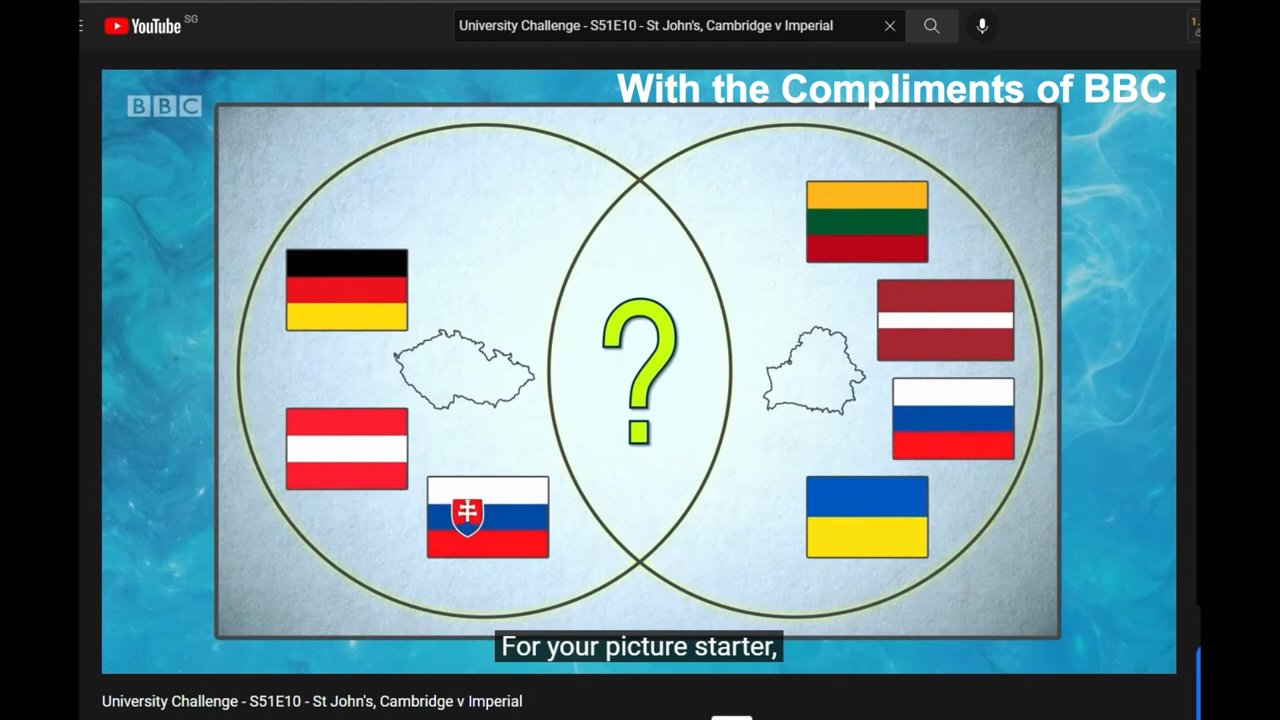 YouTube SG
University Challenge - S51E10 - St John's, Cambridge v Imperial
With the Compliments of BBC
BBC
?
For your picture starter,
University Challenge - S51E10 - St John's, Cambridge v Imperial